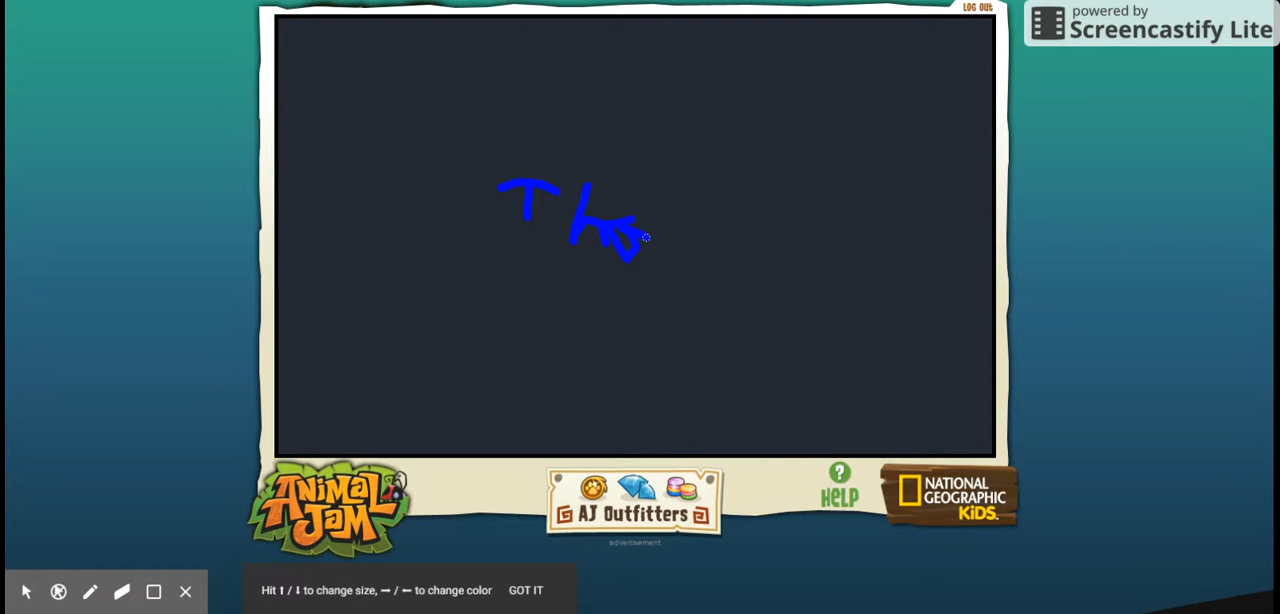 LOG OUT
powered by
Screencastify Lite
ANIMAL
JAM
AJ Outfitters
advertisement
?
HELP
NATIONAL
GEOGRAPHIC
KiDS
Hit ⬆ / ⬇ to change size, ➡ / ⬅ to change color GOT IT